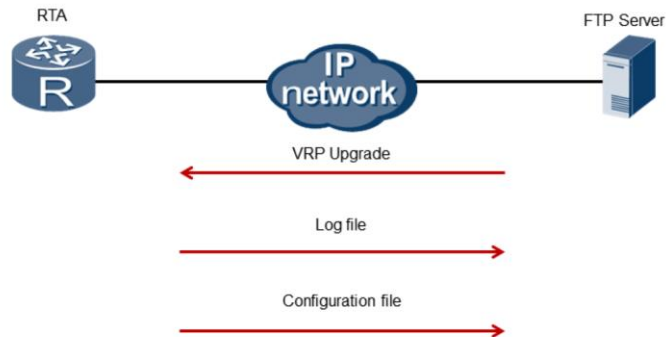 RTA
FTP Server
R
IP
network
VRP Upgrade
Log file
Configuration file